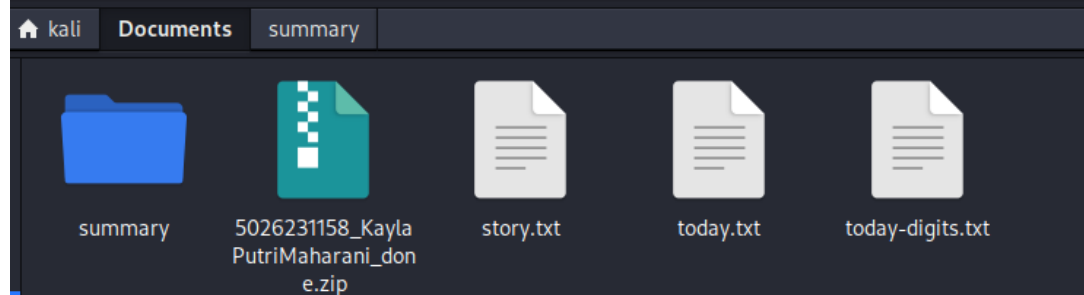 kali Documents summary
summary 5026231158_Kayla story.txt today.txt today-digits.txt
PutriMaharani_don
e.zip